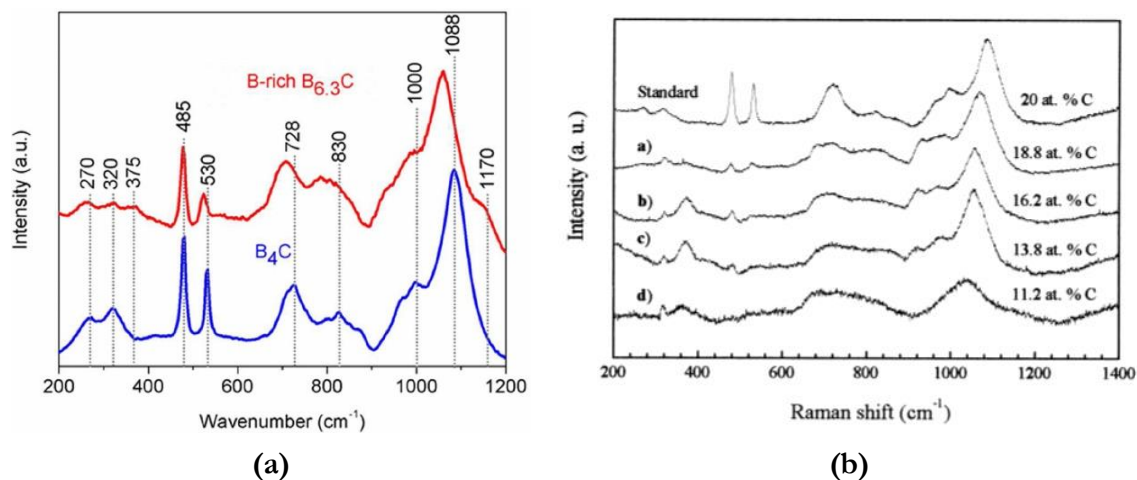 B-rich B6.3C
B4C
270
320
375
485
530
728
830
1000
1088
1170
Intensity (a.u.)
200 400 600 800 1000 1200
Wavenumber (cm-1)
(a)
Standard
20 at. % C
a)
18.8 at. % C
b)
16.2 at. % C
c)
13.8 at. % C
d)
11.2 at. % C
Intensity (a. u.)
200 400 600 800 1000 1200 1400
Raman shift (cm-1)
(b)